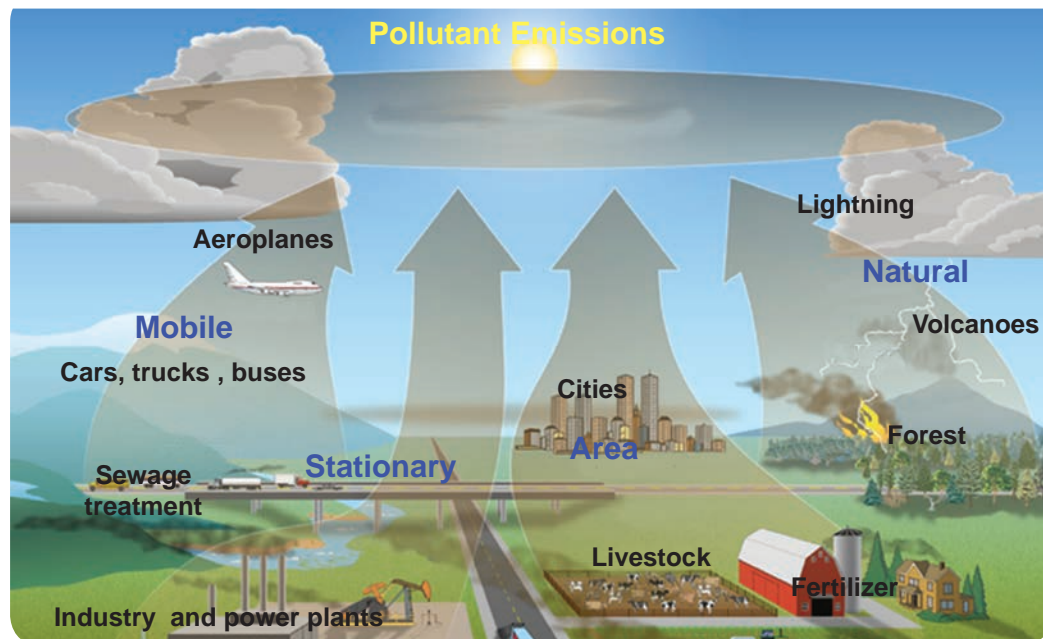 Pollutant Emissions
Lightning
Aeroplanes
Natural
Mobile
Volcanoes
Cars, trucks , buses
Cities
Forest
Area
Stationary
Sewage
treatment
Livestock
Fertilizer
Industry and power plants